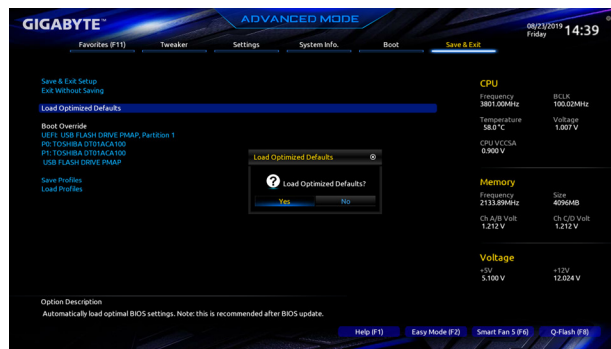 GIGABYTE™
ADVANCED MODE
08/23/2019 14:39
Friday
Favorites (F11) Tweaker Settings System Info. Boot Save & Exit
Save & Exit Setup
Exit Without Saving
Load Optimized Defaults
Boot Override
UEFI: USB FLASH DRIVE PMAP, Partition 1
P0: TOSHIBA DT01ACA100
P1: TOSHIBA DT01ACA100
USB FLASH DRIVE PMAP
Save Profiles
Load Profiles
Load Optimized Defaults
Load Optimized Defaults?
Yes No
CPU
Frequency BCLK
3801.00MHz 100.02MHz
Temperature Voltage
58.0 °C 1.007 V
CPU VCCSA
0.900 V
Memory
Frequency Size
2133.89MHz 4096MB
Ch A/B Volt Ch C/D Volt
1.212 V 1.212 V
Voltage
+5V +12V
5.100 V 12.024 V
Option Description
Automatically load optimal BIOS settings. Note: this is recommended after BIOS update.
Help (F1) Easy Mode (F2) Smart Fan 5 (F6) Q-Flash (F8)